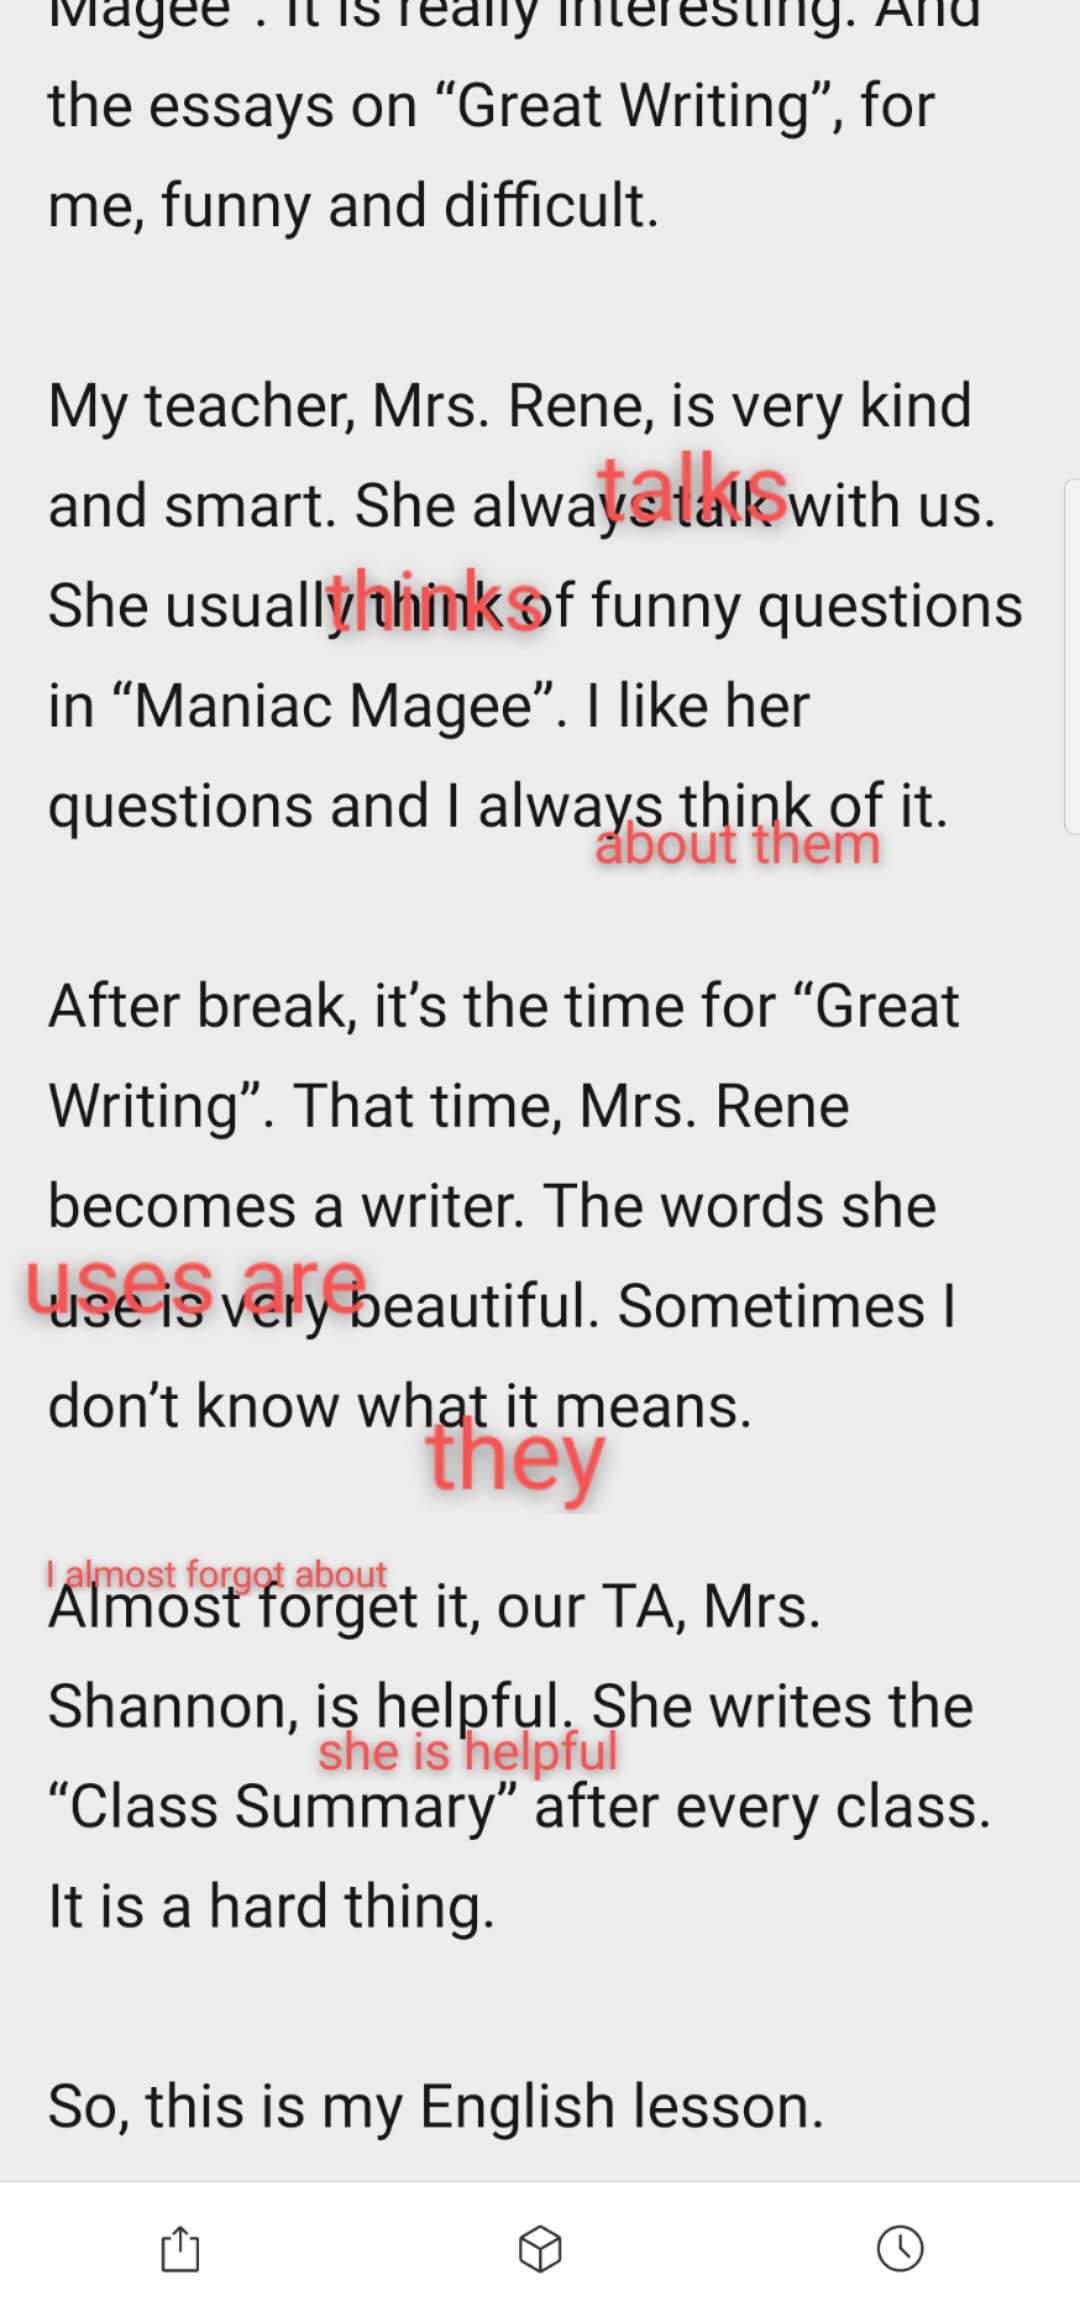 Magee”. It is really interesting. And
the essays on “Great Writing”, for
me, funny and difficult.
My teacher, Mrs. Rene, is very kind
talks
and smart. She always talk with us.
thinks
She usually think of funny questions
in “Maniac Magee”. I like her
questions and I always think of it.
about them
After break, it’s the time for “Great
Writing”. That time, Mrs. Rene
becomes a writer. The words she
uses are
use is very beautiful. Sometimes I
don’t know what it means.
they
I almost forgot about
Almost forget it, our TA, Mrs.
Shannon, is helpful. She writes the
she is helpful
“Class Summary” after every class.
It is a hard thing.
So, this is my English lesson.